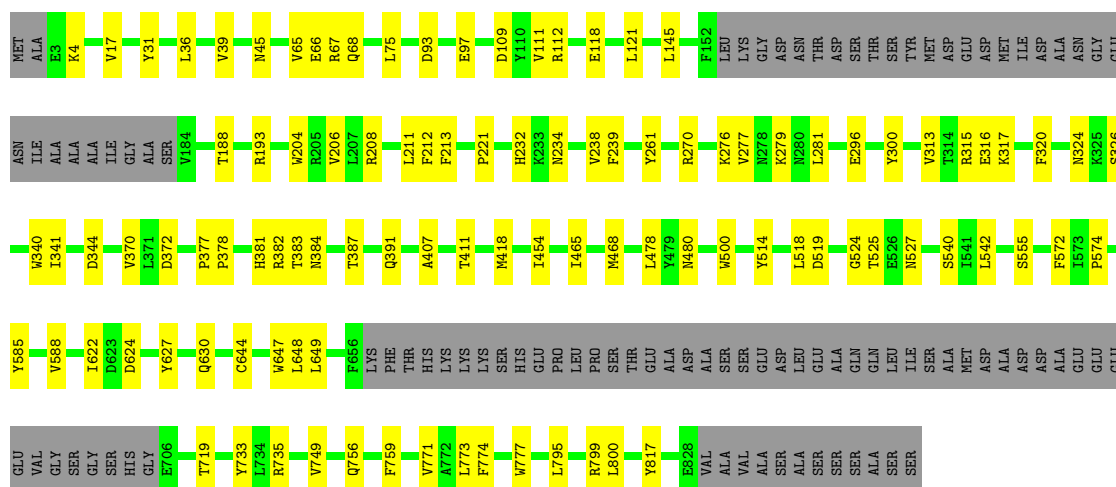 MET ALA E3 K4 V17 Y31 L36 V39 N45 V65 E66 R67 Q68 L75 D93 E97 D109 Y110 V111 R112 E118 L121 L145 F152 LEU LYS GLY ASP ASN THR ASP SER THR SER TYR MET ASP GLU ASP MET ILE ASP ALA ASN GLY GLU
ASN ILE ALA ALA ALA ILE GLY ALA SER V184 T188 R193 W204 R205 V206 L207 R208 L211 F212 F213 P221 H232 K233 N234 V238 F239 Y261 R270 K276 V277 N278 K279 N280 L281 E296 Y300 V313 T314 R315 E316 K317 F320 N324 K325 S326
W340 I341 D344 V370 L371 D372 P377 P378 H381 R382 T383 N384 T387 Q391 A407 T411 M418 I454 I465 M468 L478 Y479 N480 W500 Y514 L518 D519 G524 T525 E526 N527 S540 I541 L542 S555 F572 I573 P574
Y585 V588 I622 D623 D624 Y627 Q630 C644 W647 L648 L649 F656 LYS PHE THR HIS LYS LYS LYS SER HIS GLU PRO LEU PRO SER THR GLU ALA ASP ALA SER SER GLU ASP LEU GLU ALA GLN GLN LEU ILE SER ALA MET ASP ALA ASP ASP ALA GLU GLU GLU
GLU VAL GLY SER GLY SER HIS GLY E706 T719 Y733 L734 R735 V749 Q756 F759 V771 A772 L773 F774 W777 L795 R799 L800 Y817 E828 VAL ALA VAL ALA SER ALA SER SER SER ALA SER SER